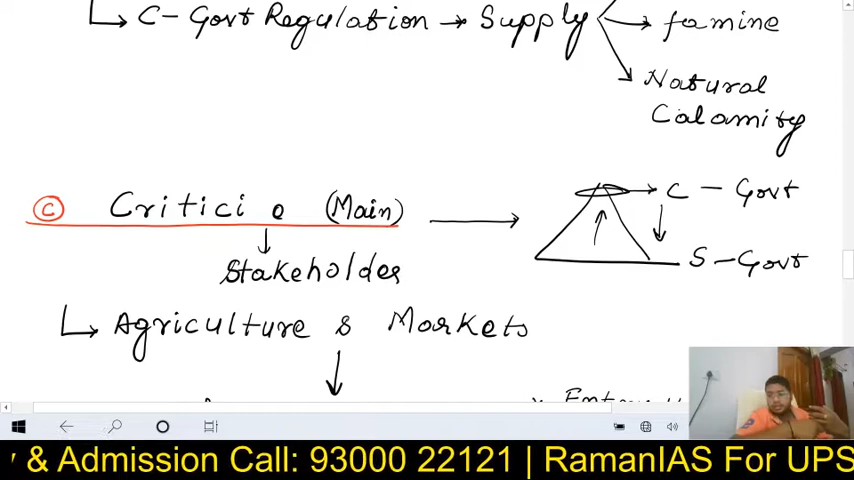 C-Govt Regulation → Supply → famine
Natural
Calamity
C Critici e (Main) → C - Govt
Stakeholder
S - Govt
Agriculture & Markets
& Admission Call: 93000 22121 | RamanIAS For UPS